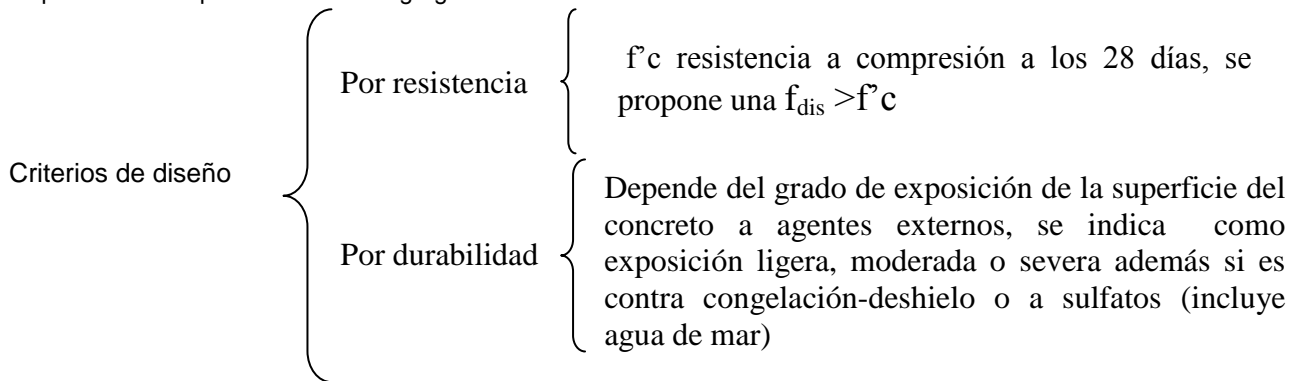 Criterios de diseño
Por resistencia
f’c resistencia a compresión a los 28 días, se
propone una fdis >f’c
Por durabilidad
Depende del grado de exposición de la superficie del
concreto a agentes externos, se indica como
exposición ligera, moderada o severa además si es
contra congelación-deshielo o a sulfatos (incluye
agua de mar)